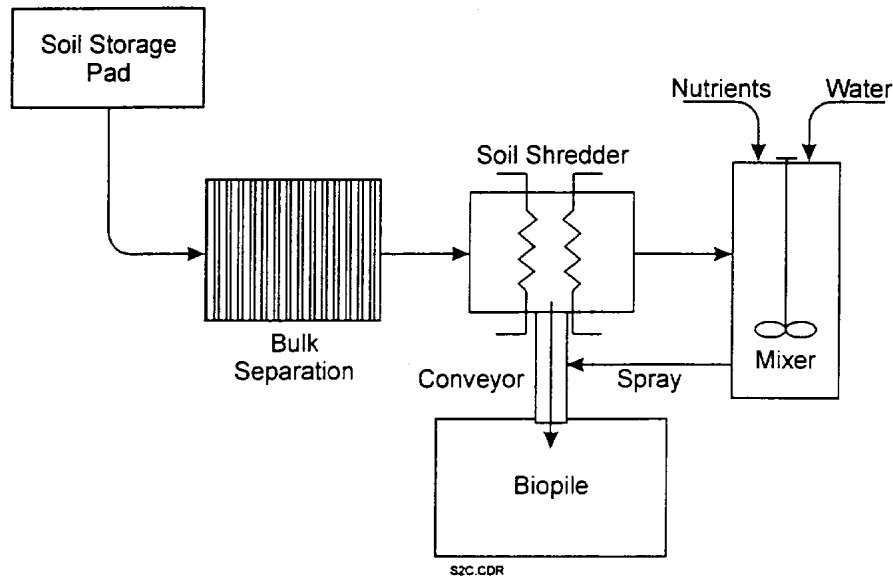 Soil Storage
Pad
Nutrients
Water
Soil Shredder
Bulk
Separation
Conveyor
Spray
Mixer
Biopile
S2C.CDR